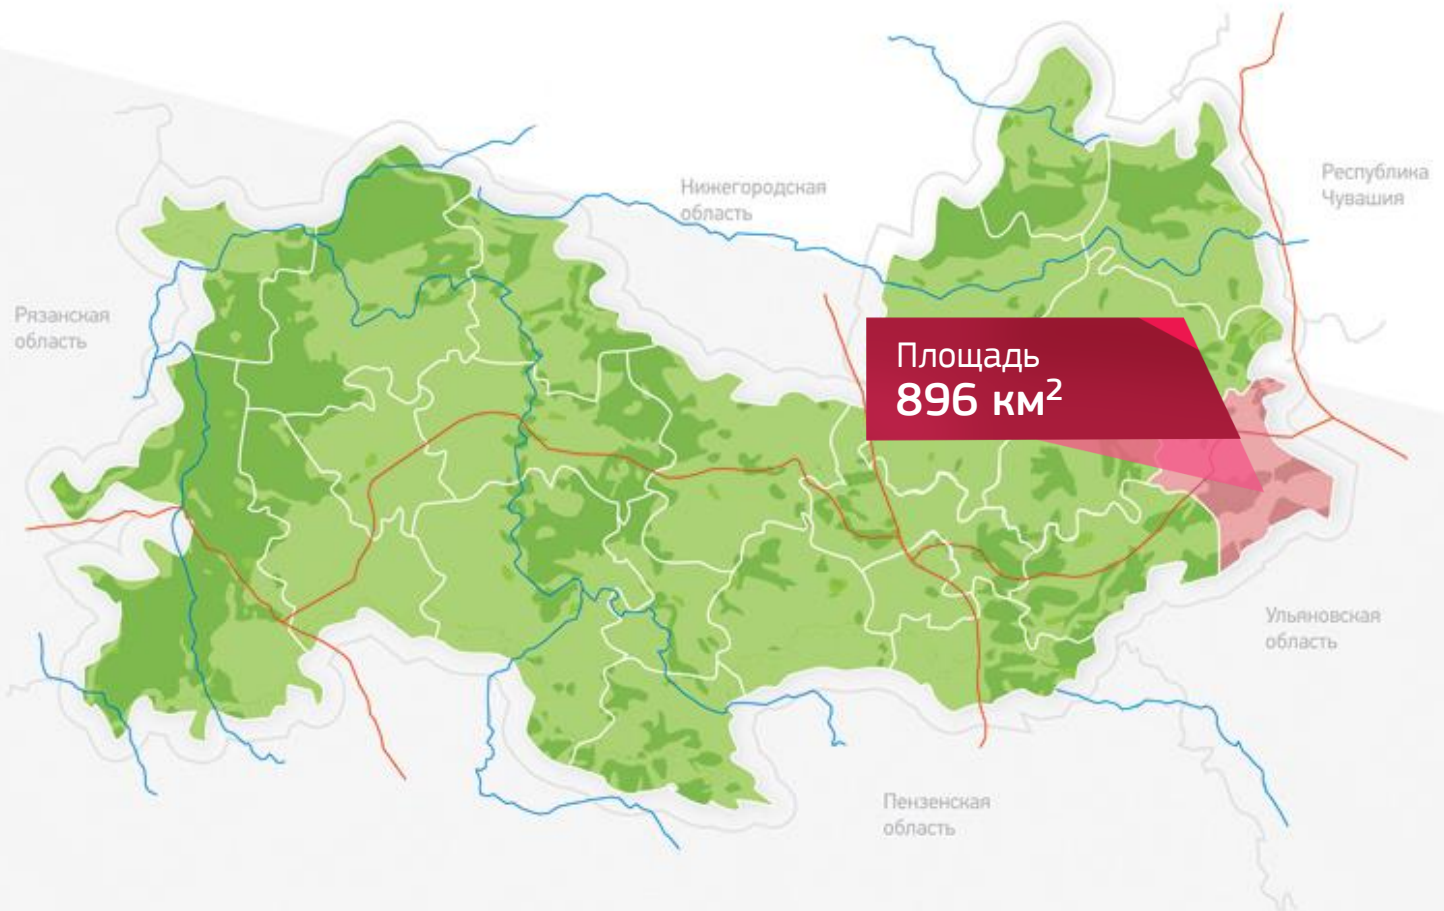 Нижегородская
область
Республика
Чувашия
Рязанская
область
Площадь
896 км²
Ульяновская
область
Пензенская
область